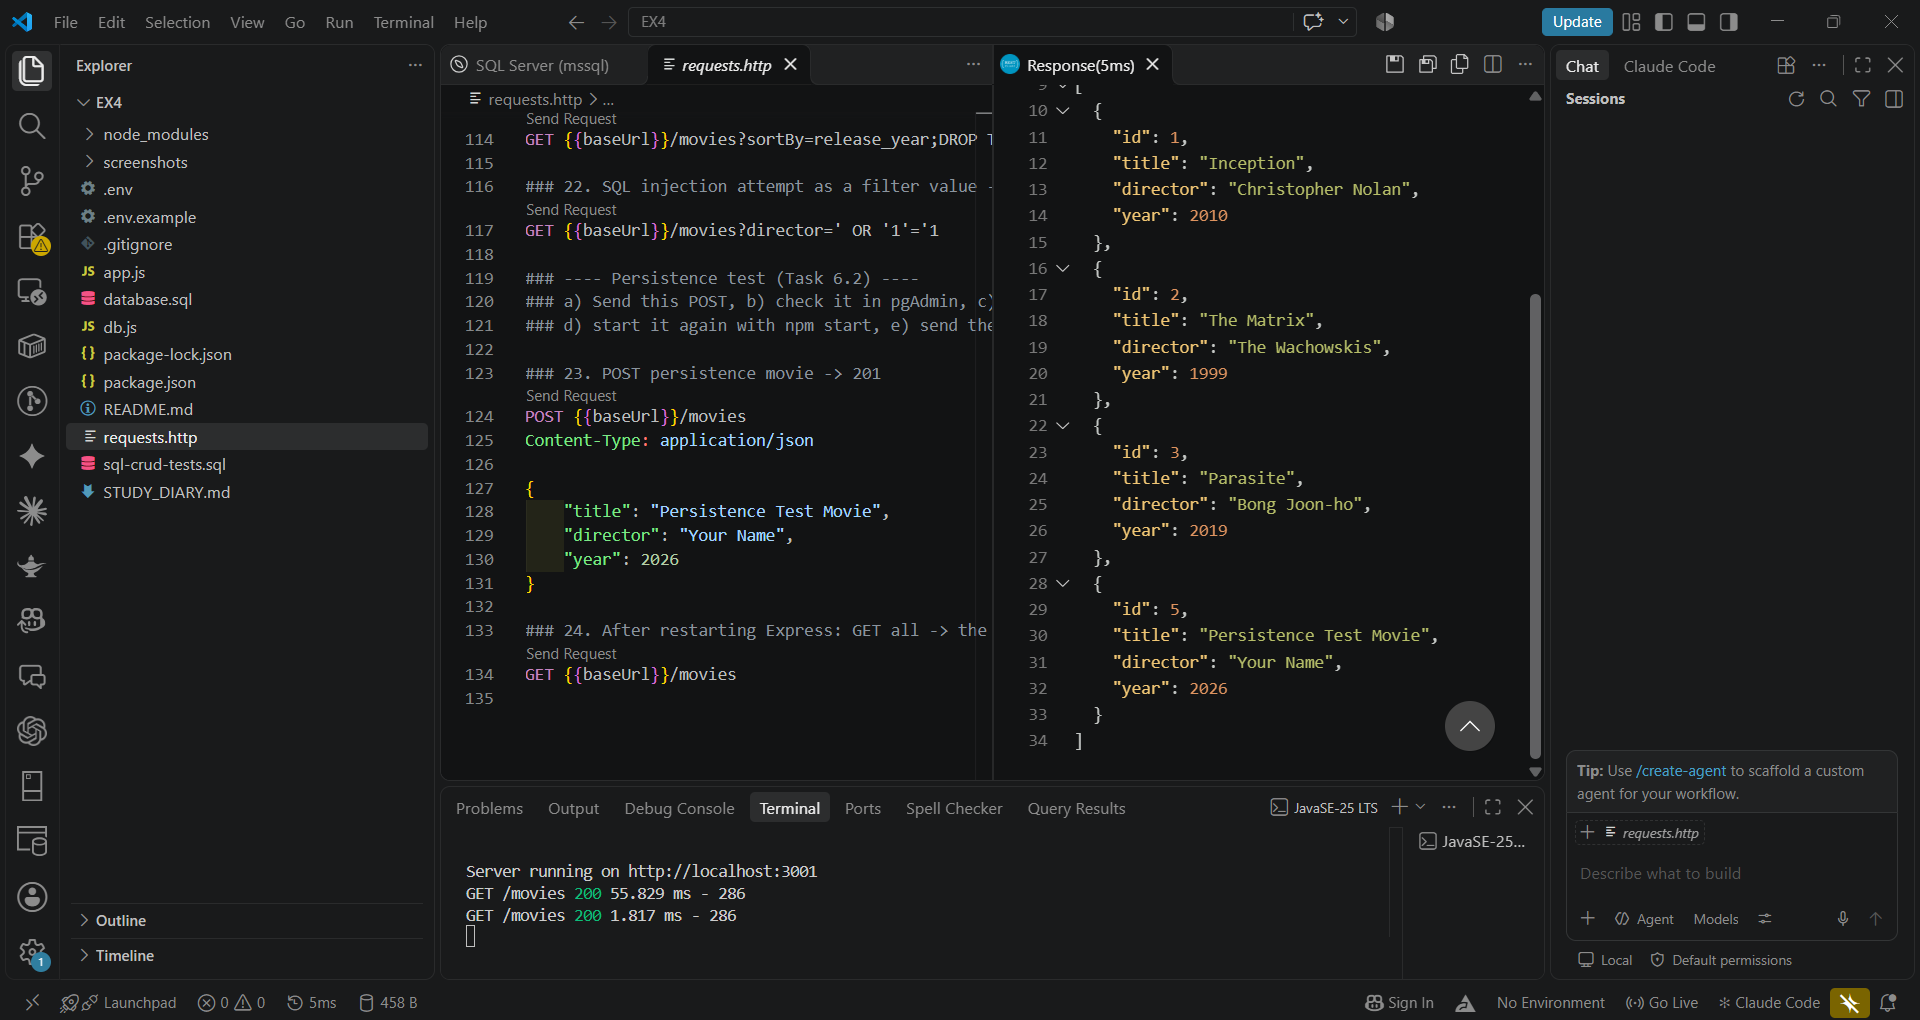 File Edit Selection View Go Run Terminal Help
EX4
Update
Explorer
EX4
node_modules
screenshots
.env
.env.example
.gitignore
JS app.js
database.sql
JS db.js
{} package-lock.json
{} package.json
README.md
requests.http
sql-crud-tests.sql
STUDY_DIARY.md
Outline
Timeline
SQL Server (mssql)
requests.http
requests.http > ...
Send Request
114 GET {{baseUrl}}/movies?sortBy=release_year;DROP
115
116 ### 22. SQL injection attempt as a filter value
Send Request
117 GET {{baseUrl}}/movies?director=' OR '1'='1
118
119 ### ---- Persistence test (Task 6.2) ----
120 ### a) Send this POST, b) check it in pgAdmin, c)
121 ### d) start it again with npm start, e) send the
122
123 ### 23. POST persistence movie -> 201
Send Request
124 POST {{baseUrl}}/movies
125 Content-Type: application/json
126
127 {
128 "title": "Persistence Test Movie",
129 "director": "Your Name",
130 "year": 2026
131 }
132
133 ### 24. After restarting Express: GET all -> the
Send Request
134 GET {{baseUrl}}/movies
135
Response(5ms)
9 [
10 {
11 "id": 1,
12 "title": "Inception",
13 "director": "Christopher Nolan",
14 "year": 2010
15 },
16 {
17 "id": 2,
18 "title": "The Matrix",
19 "director": "The Wachowskis",
20 "year": 1999
21 },
22 {
23 "id": 3,
24 "title": "Parasite",
25 "director": "Bong Joon-ho",
26 "year": 2019
27 },
28 {
29 "id": 5,
30 "title": "Persistence Test Movie",
31 "director": "Your Name",
32 "year": 2026
33 }
34 ]
Problems Output Debug Console Terminal Ports Spell Checker Query Results
JavaSE-25 LTS
JavaSE-25...
Server running on http://localhost:3001
GET /movies 200 55.829 ms - 286
GET /movies 200 1.817 ms - 286
Chat Claude Code
Sessions
Tip: Use /create-agent to scaffold a custom
agent for your workflow.
requests.http
Describe what to build
Agent Models
Local Default permissions
1
Launchpad 0 0 5ms 458 B
Sign In No Environment Go Live Claude Code